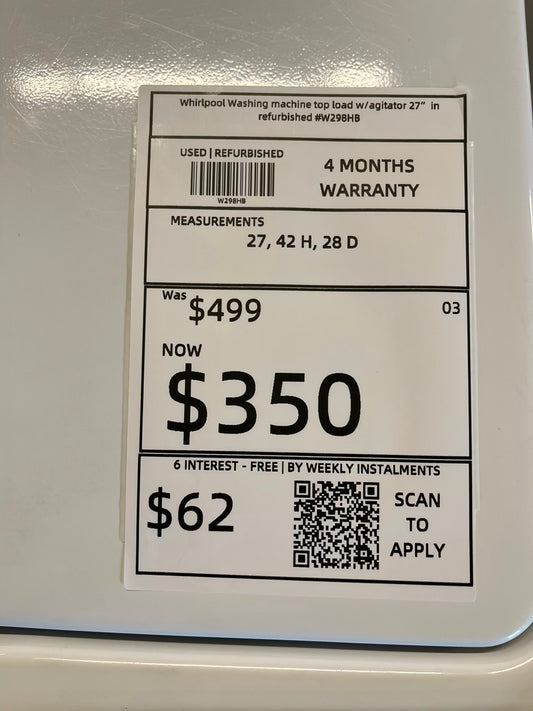 Whirlpool Washing machine top load w/agitator 27" in
refurbished #W298HB
USED | REFURBISHED
W298HB
4 MONTHS
WARRANTY
MEASUREMENTS
27, 42 H, 28 D
Was $499
03
NOW
$350
6 INTEREST - FREE | BY WEEKLY INSTALMENTS
$62
SCAN
TO
APPLY